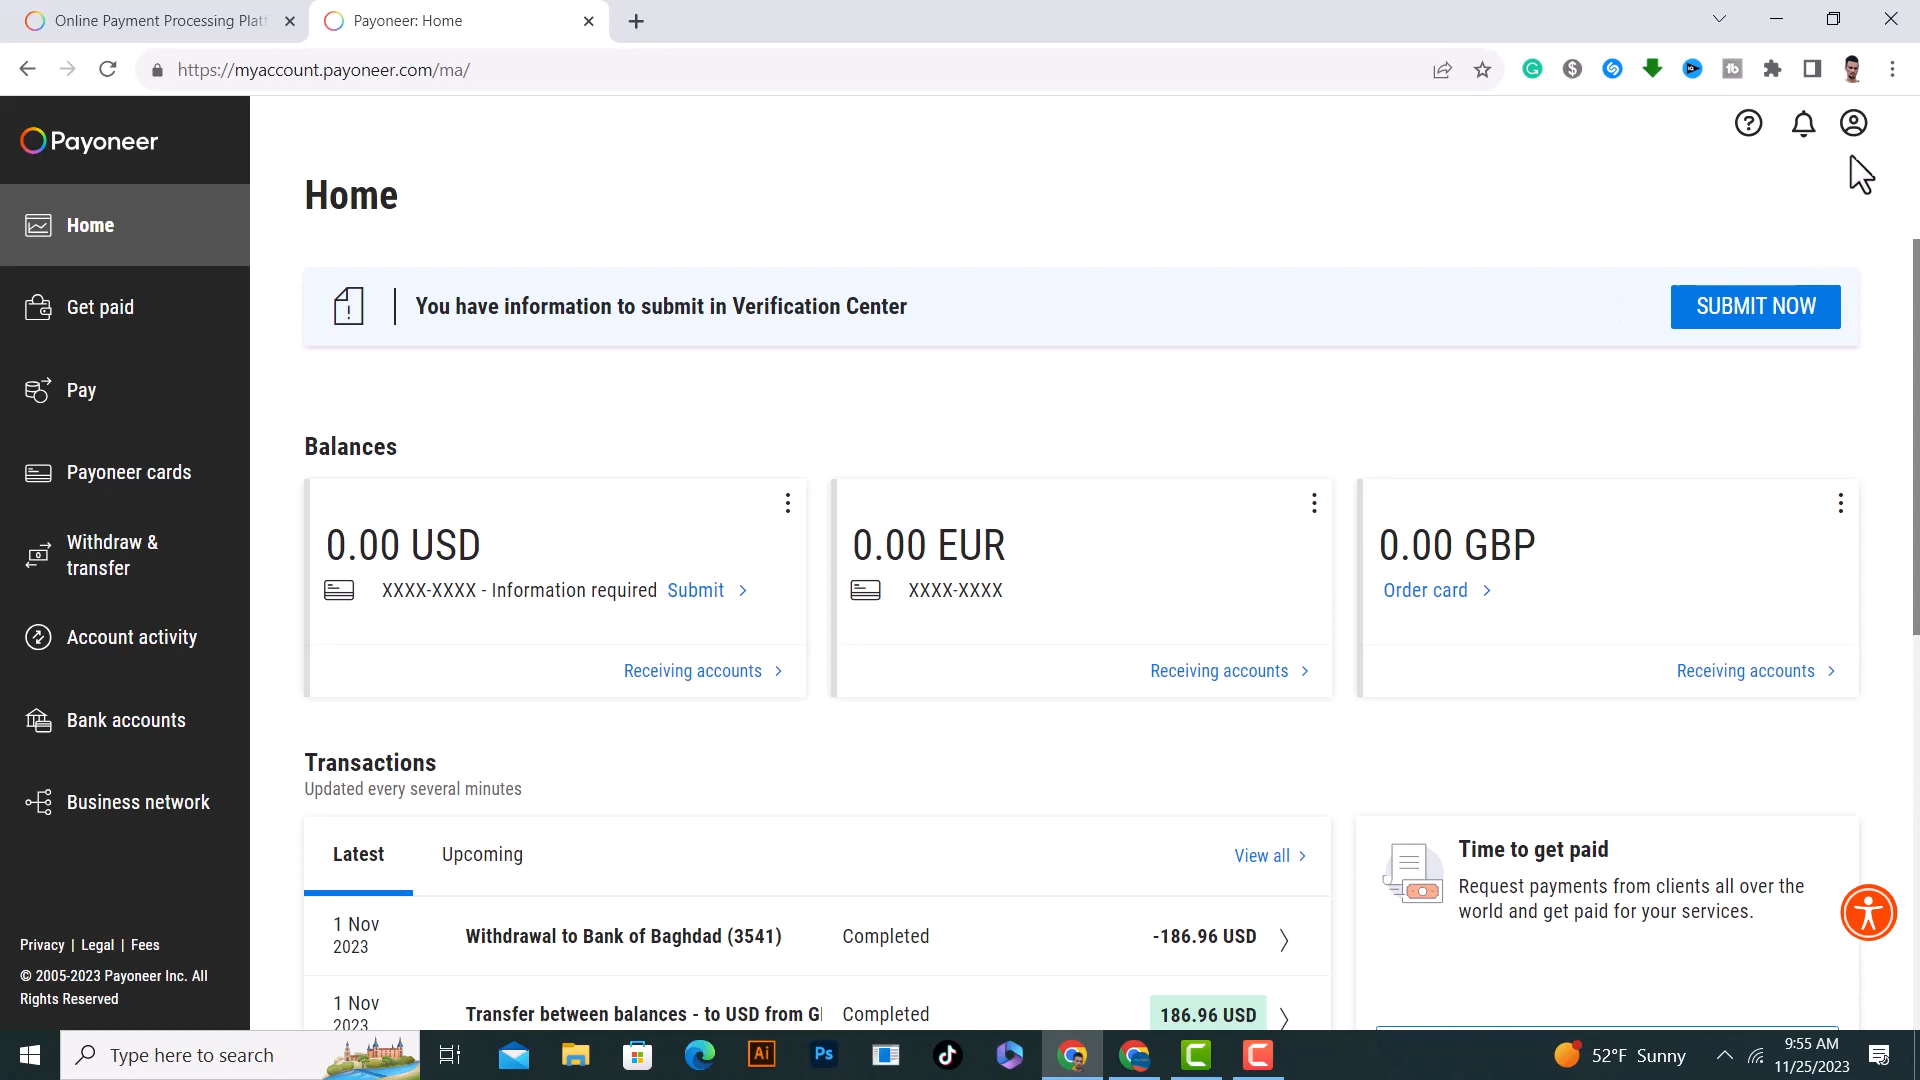 Online Payment Processing Platf
Payoneer: Home
https://myaccount.payoneer.com/ma/
Payoneer
Home
Get paid
Pay
Payoneer cards
Withdraw &
transfer
Account activity
Bank accounts
Business network
Privacy | Legal | Fees
© 2005-2023 Payoneer Inc. All
Rights Reserved
Home
You have information to submit in Verification Center
SUBMIT NOW
Balances
0.00 USD
XXXX-XXXX - Information required Submit
Receiving accounts
0.00 EUR
XXXX-XXXX
Receiving accounts
0.00 GBP
Order card
Receiving accounts
Transactions
Updated every several minutes
Latest
Upcoming
View all
1 Nov
2023
Withdrawal to Bank of Baghdad (3541)
Completed
-186.96 USD
1 Nov
2023
Transfer between balances - to USD from G
Completed
186.96 USD
Time to get paid
Request payments from clients all over the
world and get paid for your services.
Type here to search
Ai
Ps
52°F Sunny
9:55 AM
11/25/2023